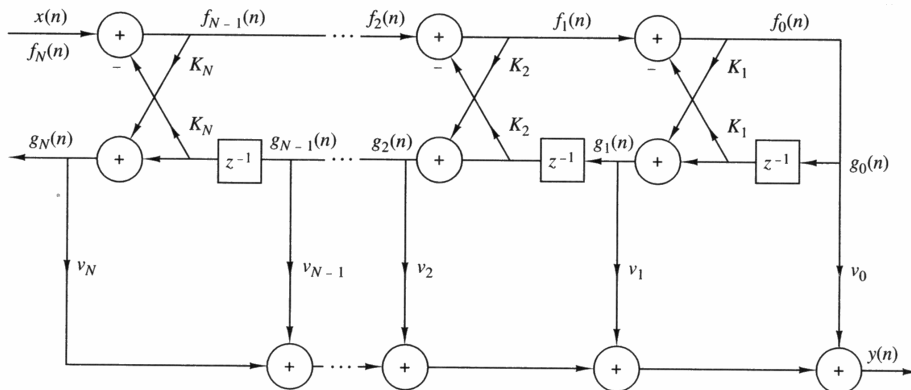 x(n) f_{N-1}(n) ... f_2(n) f_1(n) f_0(n)
+ + +
f_N(n) - K_N - K_2 - K_1
K_N K_2 K_1
g_N(n) + z^{-1} g_{N-1}(n) ... g_2(n) + z^{-1} g_1(n) + z^{-1} g_0(n)
v_N v_{N-1} v_2 v_1 v_0
+ ... + + + y(n)